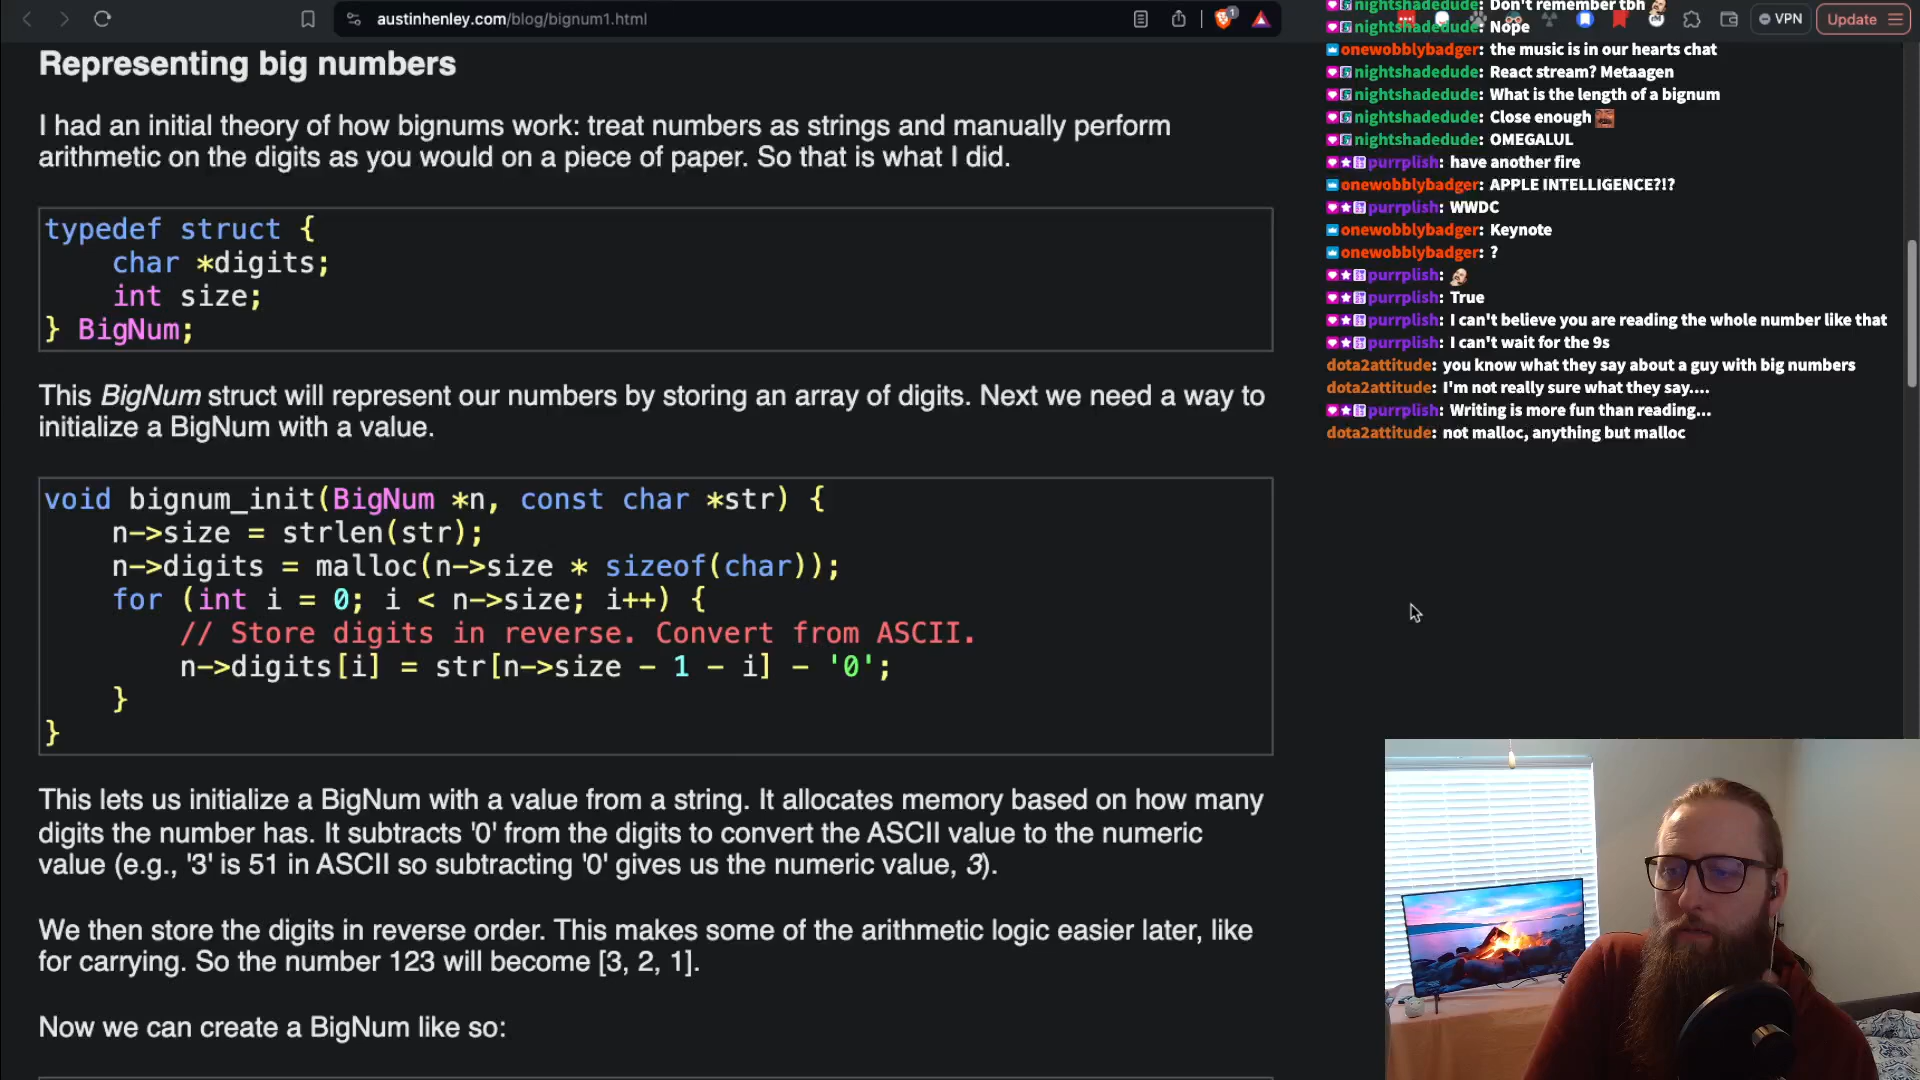 austinhenley.com/blog/bignum1.html
VPN
Update
Representing big numbers
I had an initial theory of how bignums work: treat numbers as strings and manually perform
arithmetic on the digits as you would on a piece of paper. So that is what I did.
typedef struct {
    char *digits;
    int size;
} BigNum;
This BigNum struct will represent our numbers by storing an array of digits. Next we need a way to
initialize a BigNum with a value.
void bignum_init(BigNum *n, const char *str) {
    n->size = strlen(str);
    n->digits = malloc(n->size * sizeof(char));
    for (int i = 0; i < n->size; i++) {
        // Store digits in reverse. Convert from ASCII.
        n->digits[i] = str[n->size - 1 - i] - '0';
    }
}
This lets us initialize a BigNum with a value from a string. It allocates memory based on how many
digits the number has. It subtracts '0' from the digits to convert the ASCII value to the numeric
value (e.g., '3' is 51 in ASCII so subtracting '0' gives us the numeric value, 3).
We then store the digits in reverse order. This makes some of the arithmetic logic easier later, like
for carrying. So the number 123 will become [3, 2, 1].
Now we can create a BigNum like so:
nightshadedude: Don't remember tbh
nightshadedude: Nope
onewobblybadger: the music is in our hearts chat
nightshadedude: React stream? Metaagen
nightshadedude: What is the length of a bignum
nightshadedude: Close enough
nightshadedude: OMEGALUL
purrplish: have another fire
onewobblybadger: APPLE INTELLIGENCE?!?
purrplish: WWDC
onewobblybadger: Keynote
onewobblybadger: ?
purrplish:
purrplish: True
purrplish: I can't believe you are reading the whole number like that
purrplish: I can't wait for the 9s
dota2attitude: you know what they say about a guy with big numbers
dota2attitude: I'm not really sure what they say....
purrplish: Writing is more fun than reading...
dota2attitude: not malloc, anything but malloc